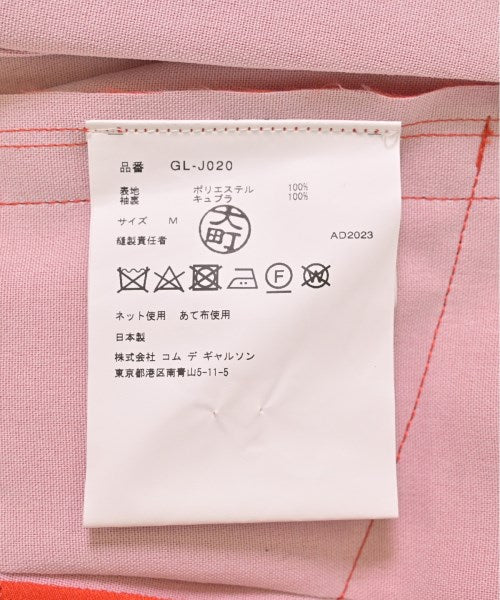 品番 GL-J020
表地 ポリエステル 100%
袖裏 キュプラ 100%
サイズ M
大町
縫製責任者 AD2023
F W
ネット使用 あて布使用
日本製
株式会社 コム デ ギャルソン
東京都港区南青山5-11-5